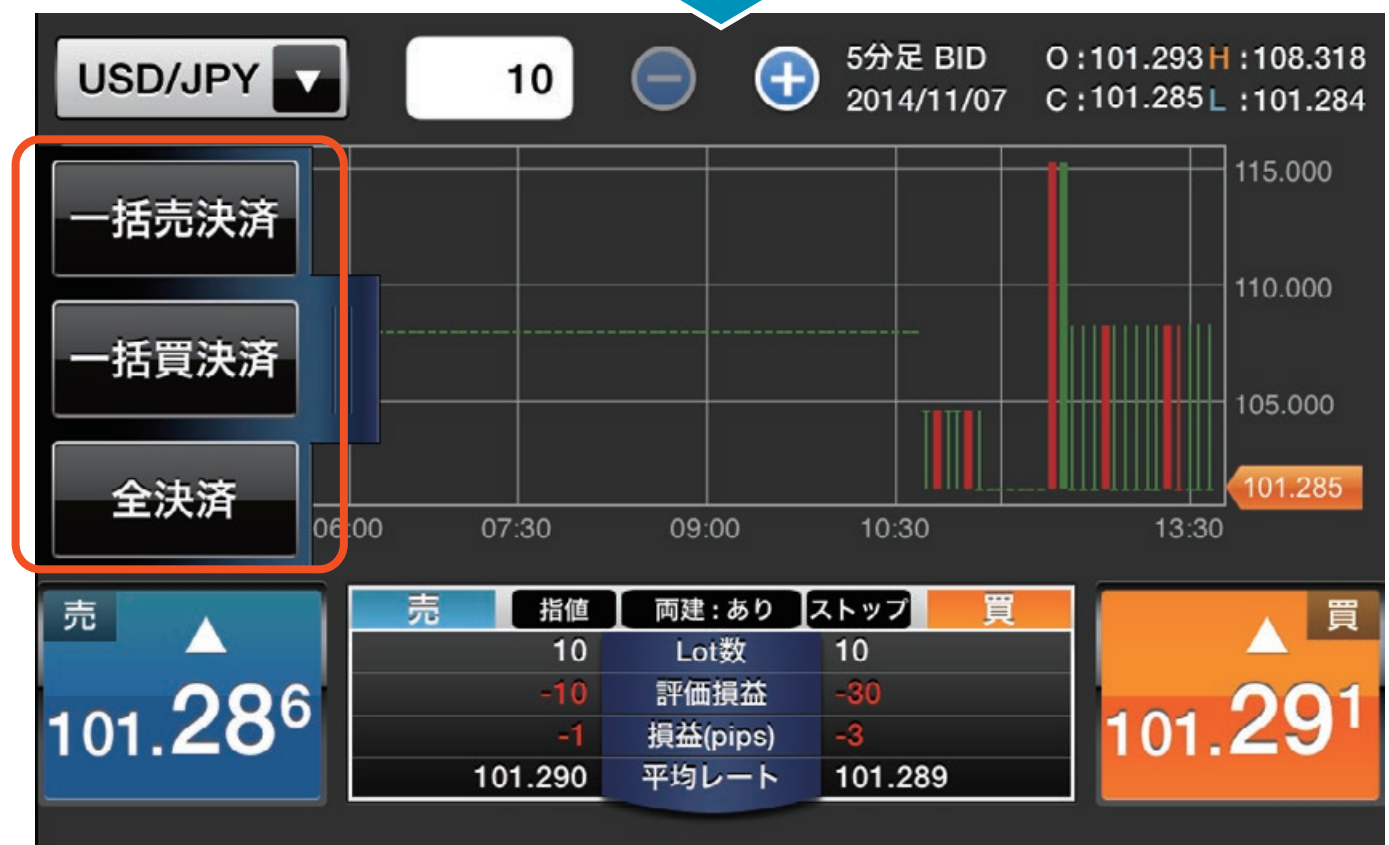 USD/JPY
10
5分足 BID
2014/11/07
O:101.293 H:108.318
C:101.285 L:101.284
一括売決済
一括買決済
全決済
115.000
110.000
105.000
101.285
06:00 07:30 09:00 10:30 13:30
売
101.286
売 指値 両建:あり ストップ 買
10 Lot数 10
-10 評価損益 -30
-1 損益(pips) -3
101.290 平均レート 101.289
買
101.291